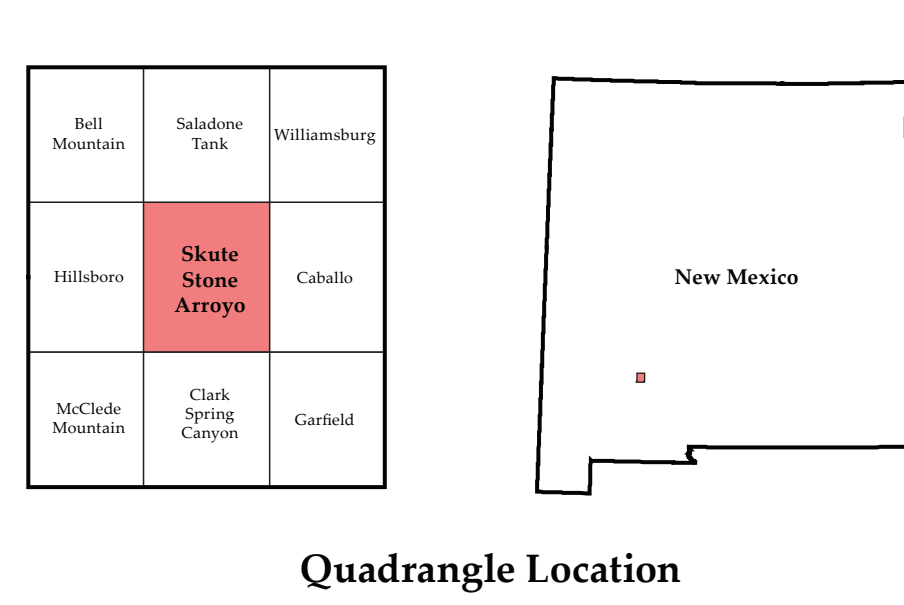 Bell
Mountain
Saladone
Tank
Williamsburg
Hillsboro
Skute
Stone
Arroyo
Caballo
McClede
Mountain
Clark
Spring
Canyon
Garfield
New Mexico
Quadrangle Location